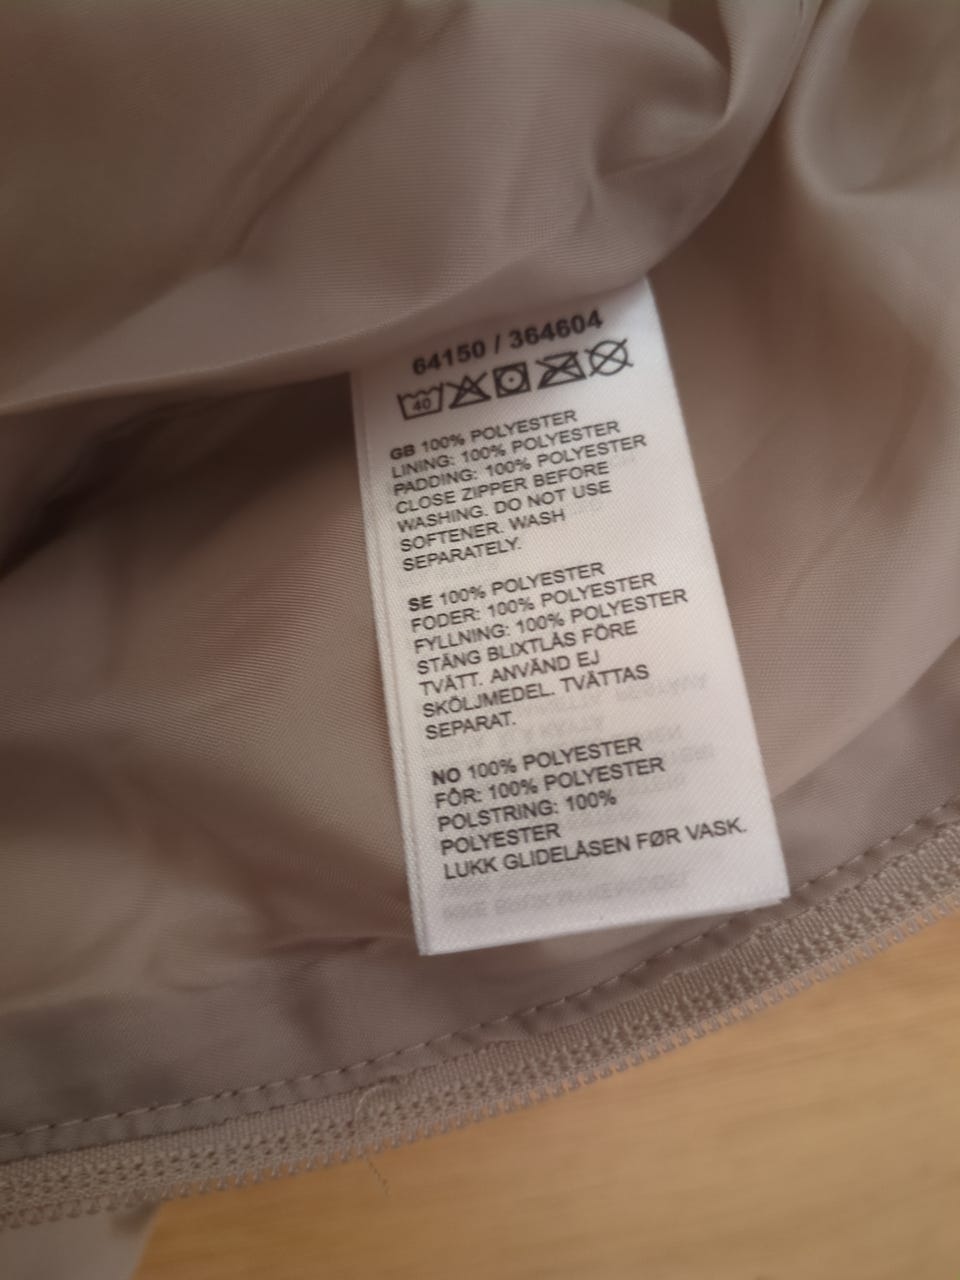 64150 / 364604
40
GB 100% POLYESTER
LINING: 100% POLYESTER
PADDING: 100% POLYESTER
CLOSE ZIPPER BEFORE
WASHING. DO NOT USE
SOFTENER. WASH
SEPARATELY.
SE 100% POLYESTER
FODER: 100% POLYESTER
FYLLNING: 100% POLYESTER
STÄNG BLIXTLÅS FÖRE
TVÄTT. ANVÄND EJ
SKÖLJMEDEL. TVÄTTAS
SEPARAT.
NO 100% POLYESTER
FÔR: 100% POLYESTER
POLSTRING: 100%
POLYESTER
LUKK GLIDELÅSEN FØR VASK.